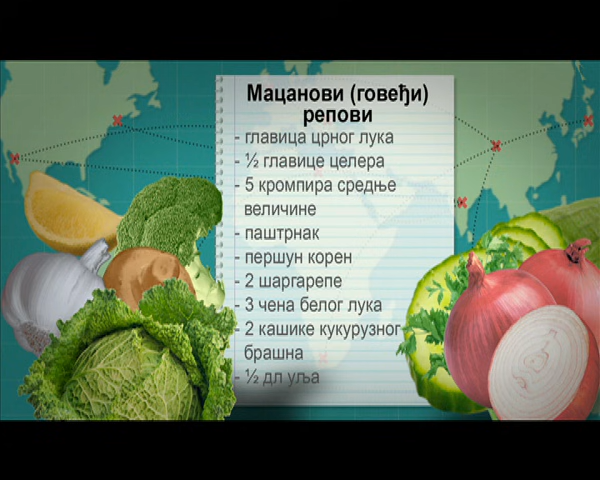 Мацанови (говеђи)
репови
- главица црног лука
- ½ главице целера
- 5 кромпира средње
величине
- паштрнак
- першун корен
- 2 шаргарепе
- 3 чена белог лука
- 2 кашике кукурузног
брашна
- ½ дл уља